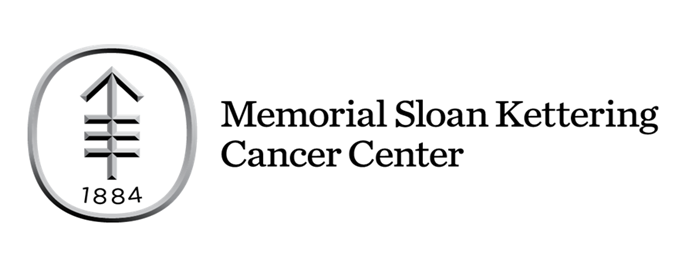 1884
Memorial Sloan Kettering
Cancer Center